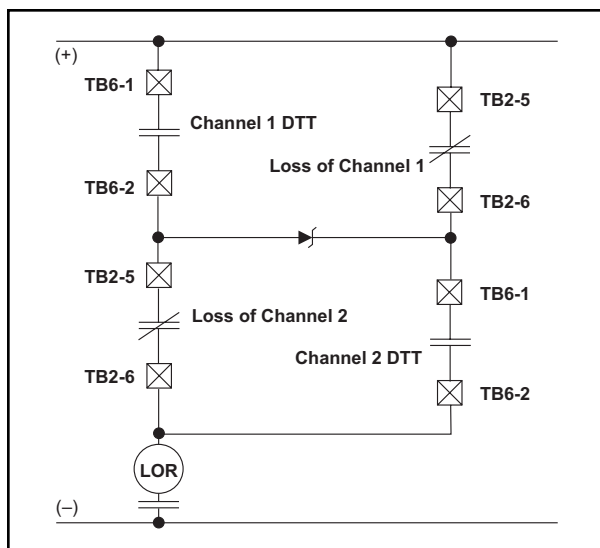 (+)
TB6-1
Channel 1 DTT
TB6-2
TB2-5
Loss of Channel 1
TB2-6
TB2-5
Loss of Channel 2
TB2-6
TB6-1
Channel 2 DTT
TB6-2
LOR
(–)